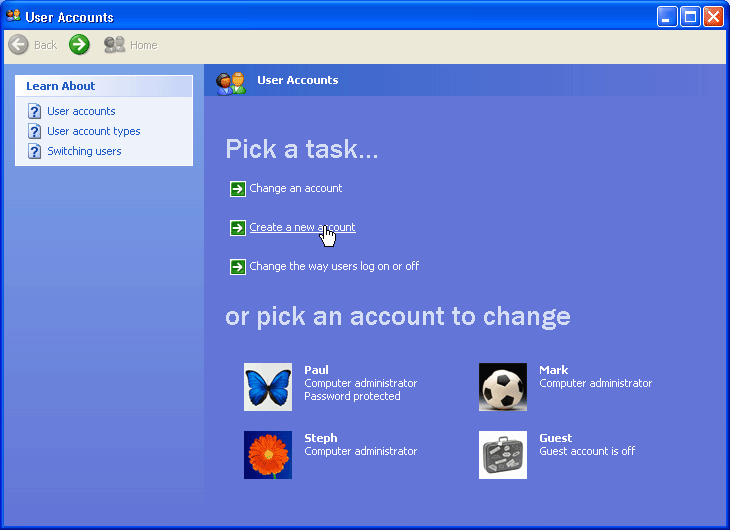 User Accounts
Back
Home
Learn About
? User accounts
? User account types
? Switching users
User Accounts
Pick a task...
Change an account
Create a new account
Change the way users log on or off
or pick an account to change
Paul
Computer administrator
Password protected
Mark
Computer administrator
Steph
Computer administrator
Guest
Guest account is off